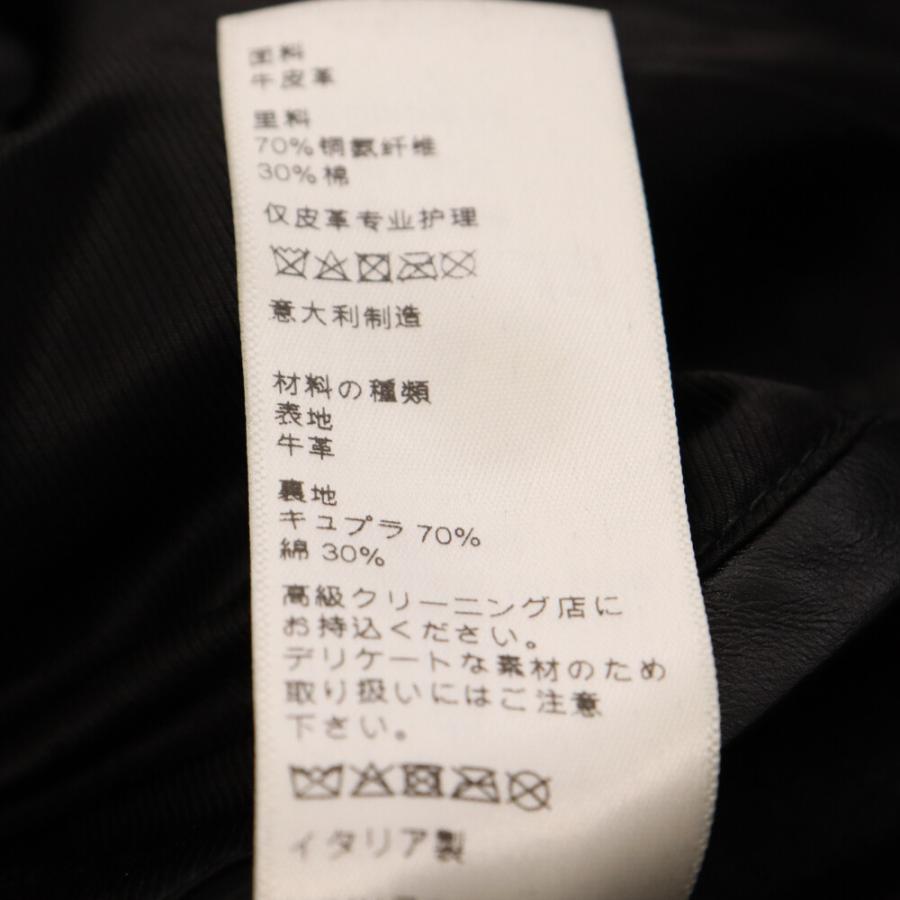 面料
牛皮革
里料
70%铜氨纤维
30%棉
仅皮革专业护理
意大利制造
材料の種類
表地
牛革
裏地
キュプラ 70%
綿 30%
高級クリーニング店に
お持込ください。
デリケートな素材のため
取り扱いにはご注意
下さい。
イタリア製